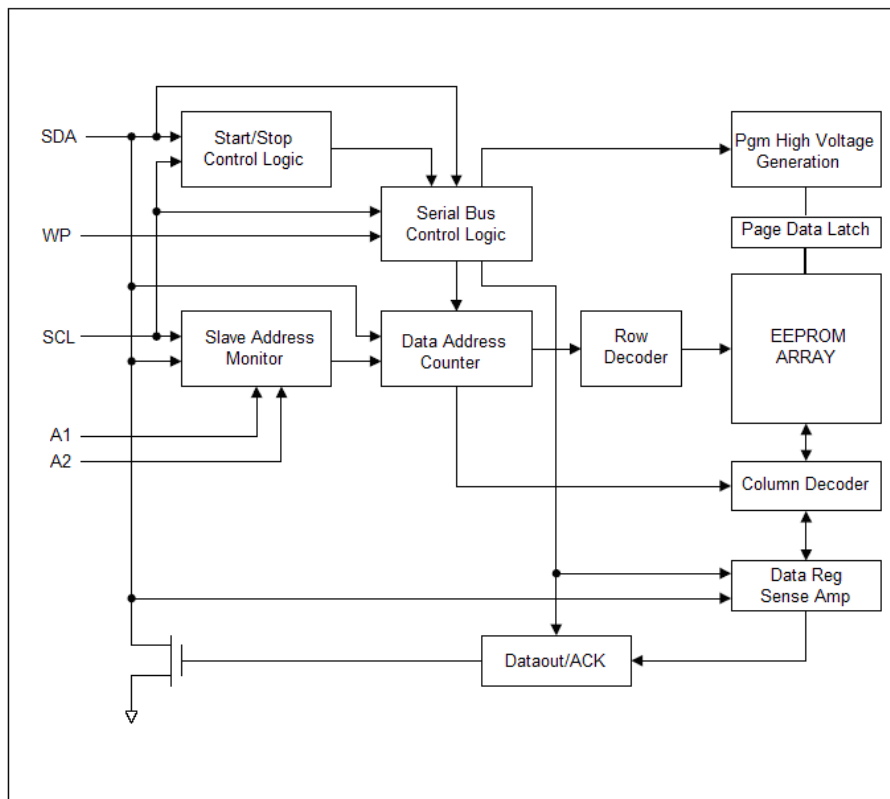 SDA
Start/Stop
Control Logic
Pgm High Voltage
Generation
WP
Serial Bus
Control Logic
Page Data Latch
SCL
Slave Address
Monitor
Data Address
Counter
Row
Decoder
EEPROM
ARRAY
A1
A2
Column Decoder
Data Reg
Sense Amp
Dataout/ACK